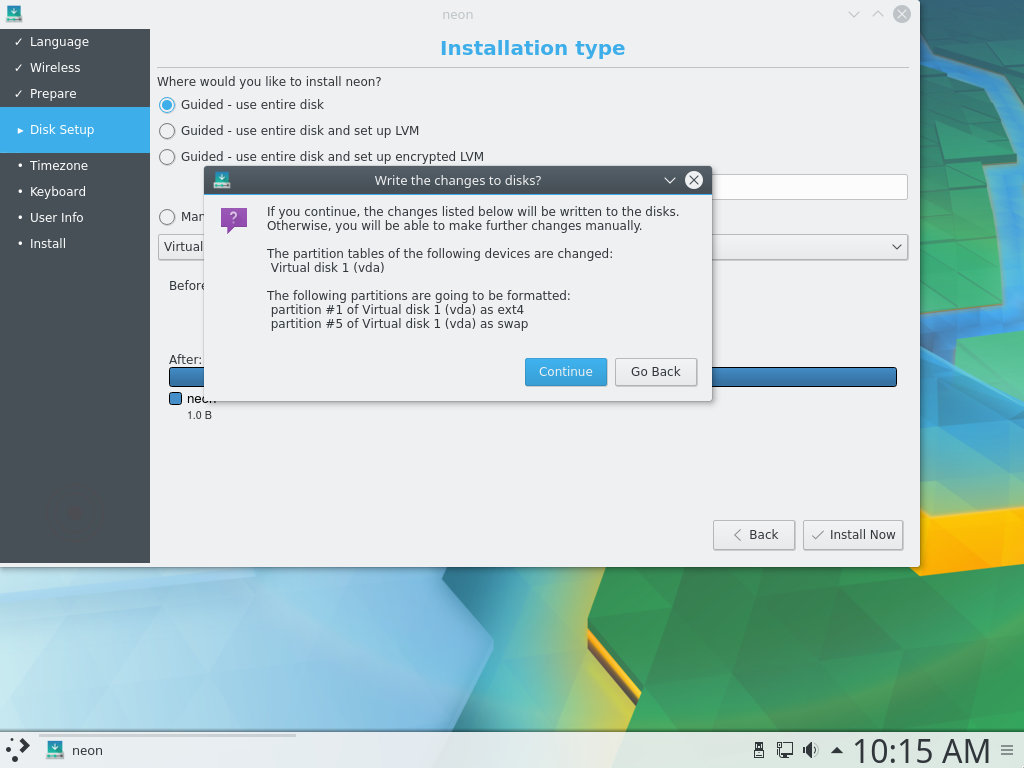 neon
✓ Language
✓ Wireless
✓ Prepare
▸ Disk Setup
• Timezone
• Keyboard
• User Info
• Install
Installation type
Where would you like to install neon?
Guided - use entire disk
Guided - use entire disk and set up LVM
Guided - use entire disk and set up encrypted LVM
Man
Virtual
Before
Write the changes to disks?
?
If you continue, the changes listed below will be written to the disks.
Otherwise, you will be able to make further changes manually.
The partition tables of the following devices are changed:
Virtual disk 1 (vda)
The following partitions are going to be formatted:
partition #1 of Virtual disk 1 (vda) as ext4
partition #5 of Virtual disk 1 (vda) as swap
Continue
Go Back
After:
neon
1.0 B
Back
Install Now
neon
10:15 AM